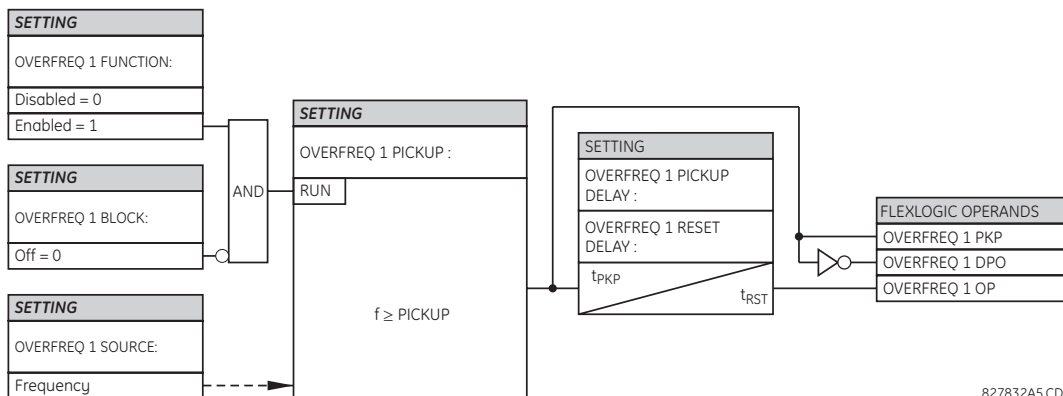 SETTING
OVERFREQ 1 FUNCTION:
Disabled = 0
Enabled = 1
SETTING
OVERFREQ 1 BLOCK:
Off = 0
SETTING
OVERFREQ 1 SOURCE:
Frequency
AND
SETTING
OVERFREQ 1 PICKUP :
RUN
f ≥ PICKUP
SETTING
OVERFREQ 1 PICKUP
DELAY :
OVERFREQ 1 RESET
DELAY :
tPKP
tRST
FLEXLOGIC OPERANDS
OVERFREQ 1 PKP
OVERFREQ 1 DPO
OVERFREQ 1 OP
827832A5.CD